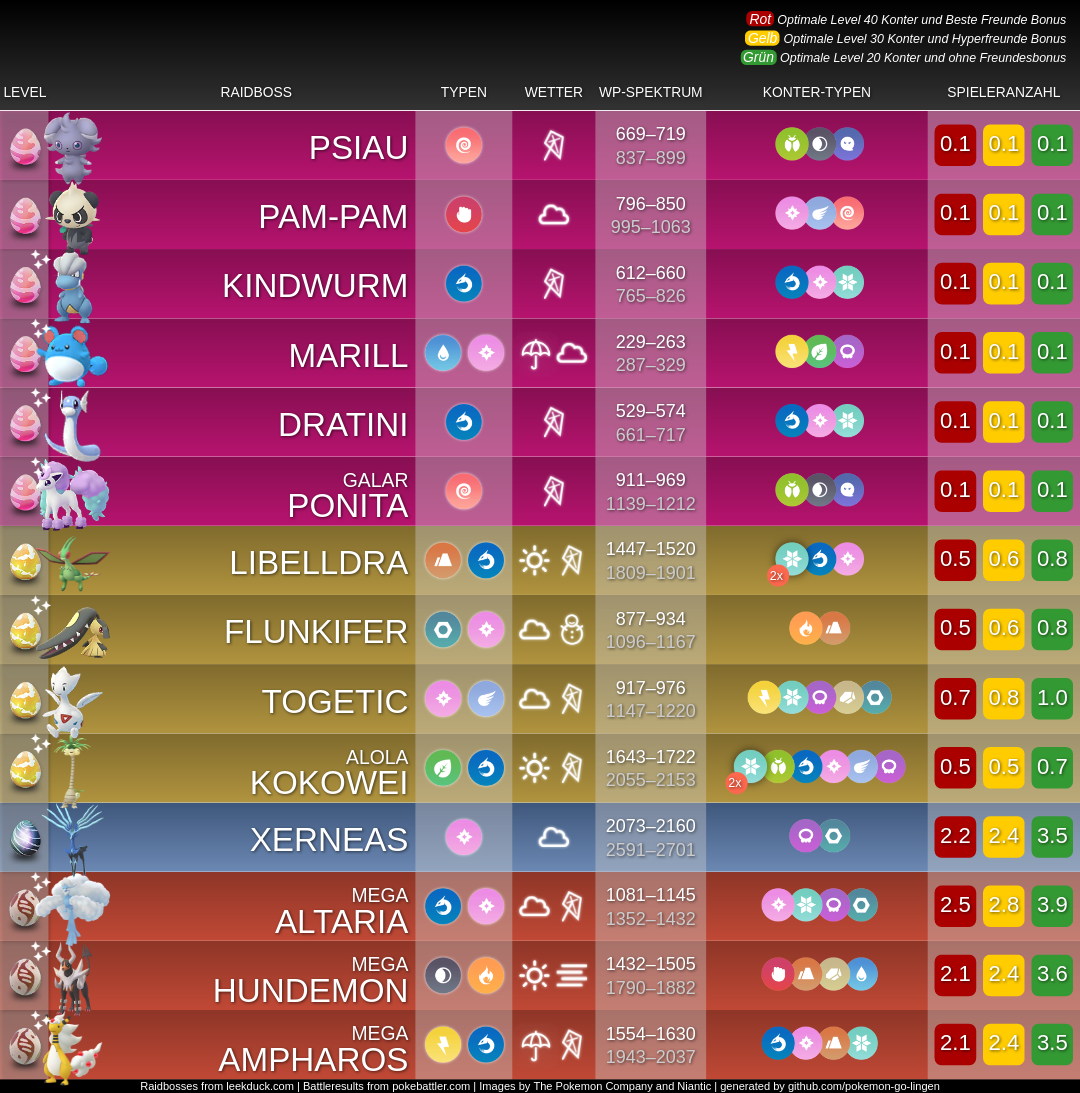 Rot Optimale Level 40 Konter und Beste Freunde Bonus
Gelb Optimale Level 30 Konter und Hyperfreunde Bonus
Grün Optimale Level 20 Konter und ohne Freundesbonus
LEVEL RAIDBOSS TYPEN WETTER WP-SPEKTRUM KONTER-TYPEN SPIELERANZAHL
PSIAU 669–719 0.1 0.1 0.1
837–899
PAM-PAM 796–850 0.1 0.1 0.1
995–1063
KINDWURM 612–660 0.1 0.1 0.1
765–826
MARILL 229–263 0.1 0.1 0.1
287–329
DRATINI 529–574 0.1 0.1 0.1
661–717
GALAR
PONITA 911–969 0.1 0.1 0.1
1139–1212
LIBELLDRA 1447–1520 0.5 0.6 0.8
1809–1901 2x
FLUNKIFER 877–934 0.5 0.6 0.8
1096–1167
TOGETIC 917–976 0.7 0.8 1.0
1147–1220
ALOLA
KOKOWEI 1643–1722 0.5 0.5 0.7
2055–2153 2x
XERNEAS 2073–2160 2.2 2.4 3.5
2591–2701
MEGA
ALTARIA 1081–1145 2.5 2.8 3.9
1352–1432
MEGA
HUNDEMON 1432–1505 2.1 2.4 3.6
1790–1882
MEGA
AMPHAROS 1554–1630 2.1 2.4 3.5
1943–2037
Raidbosses from leekduck.com | Battleresults from pokebattler.com | Images by The Pokemon Company and Niantic | generated by github.com/pokemon-go-lingen